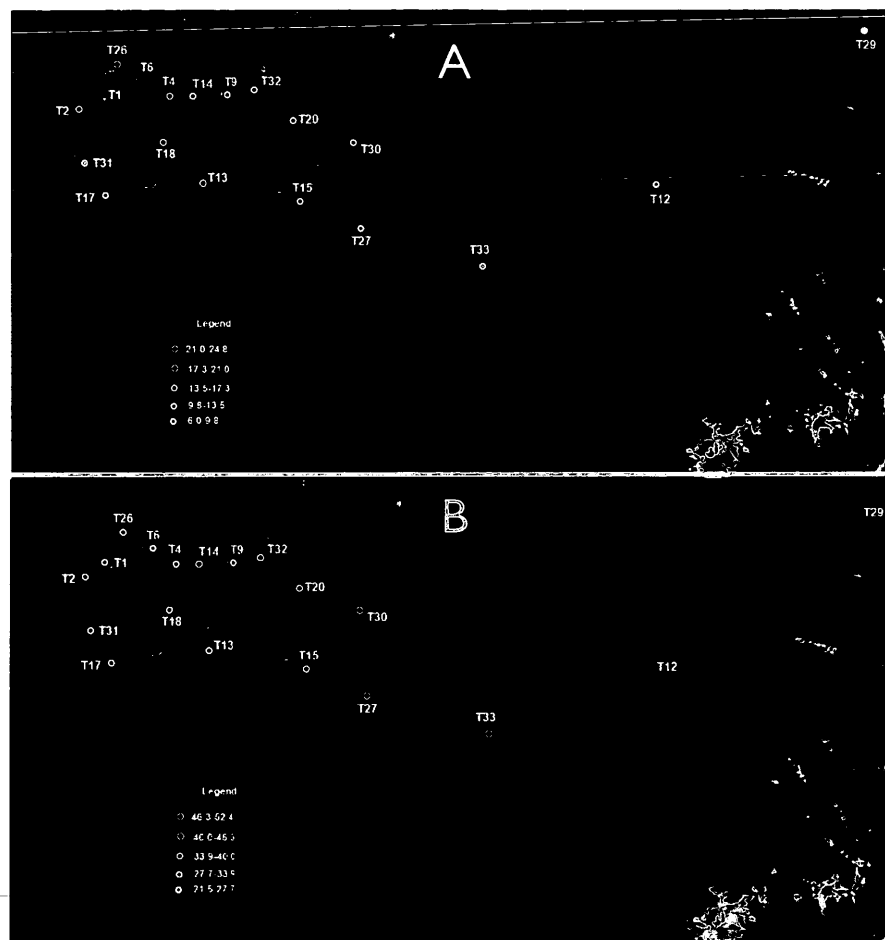 A
T29
T26
T6
T4 T14 T9 T32
T1
T2
T20
T18
T30
T31
T13
T17
T15
T12
T27
T33
Legend
21.0-24.8
17.3-21.0
13.5-17.3
9.8-13.5
6.0-9.8
B
T29
T26
T6
T4 T14 T9 T32
T1
T2
T20
T18
T30
T31
T13
T17
T15
T12
T27
T33
Legend
46.3-52.4
33.9-40.0
27.7-33.9
21.5-27.7